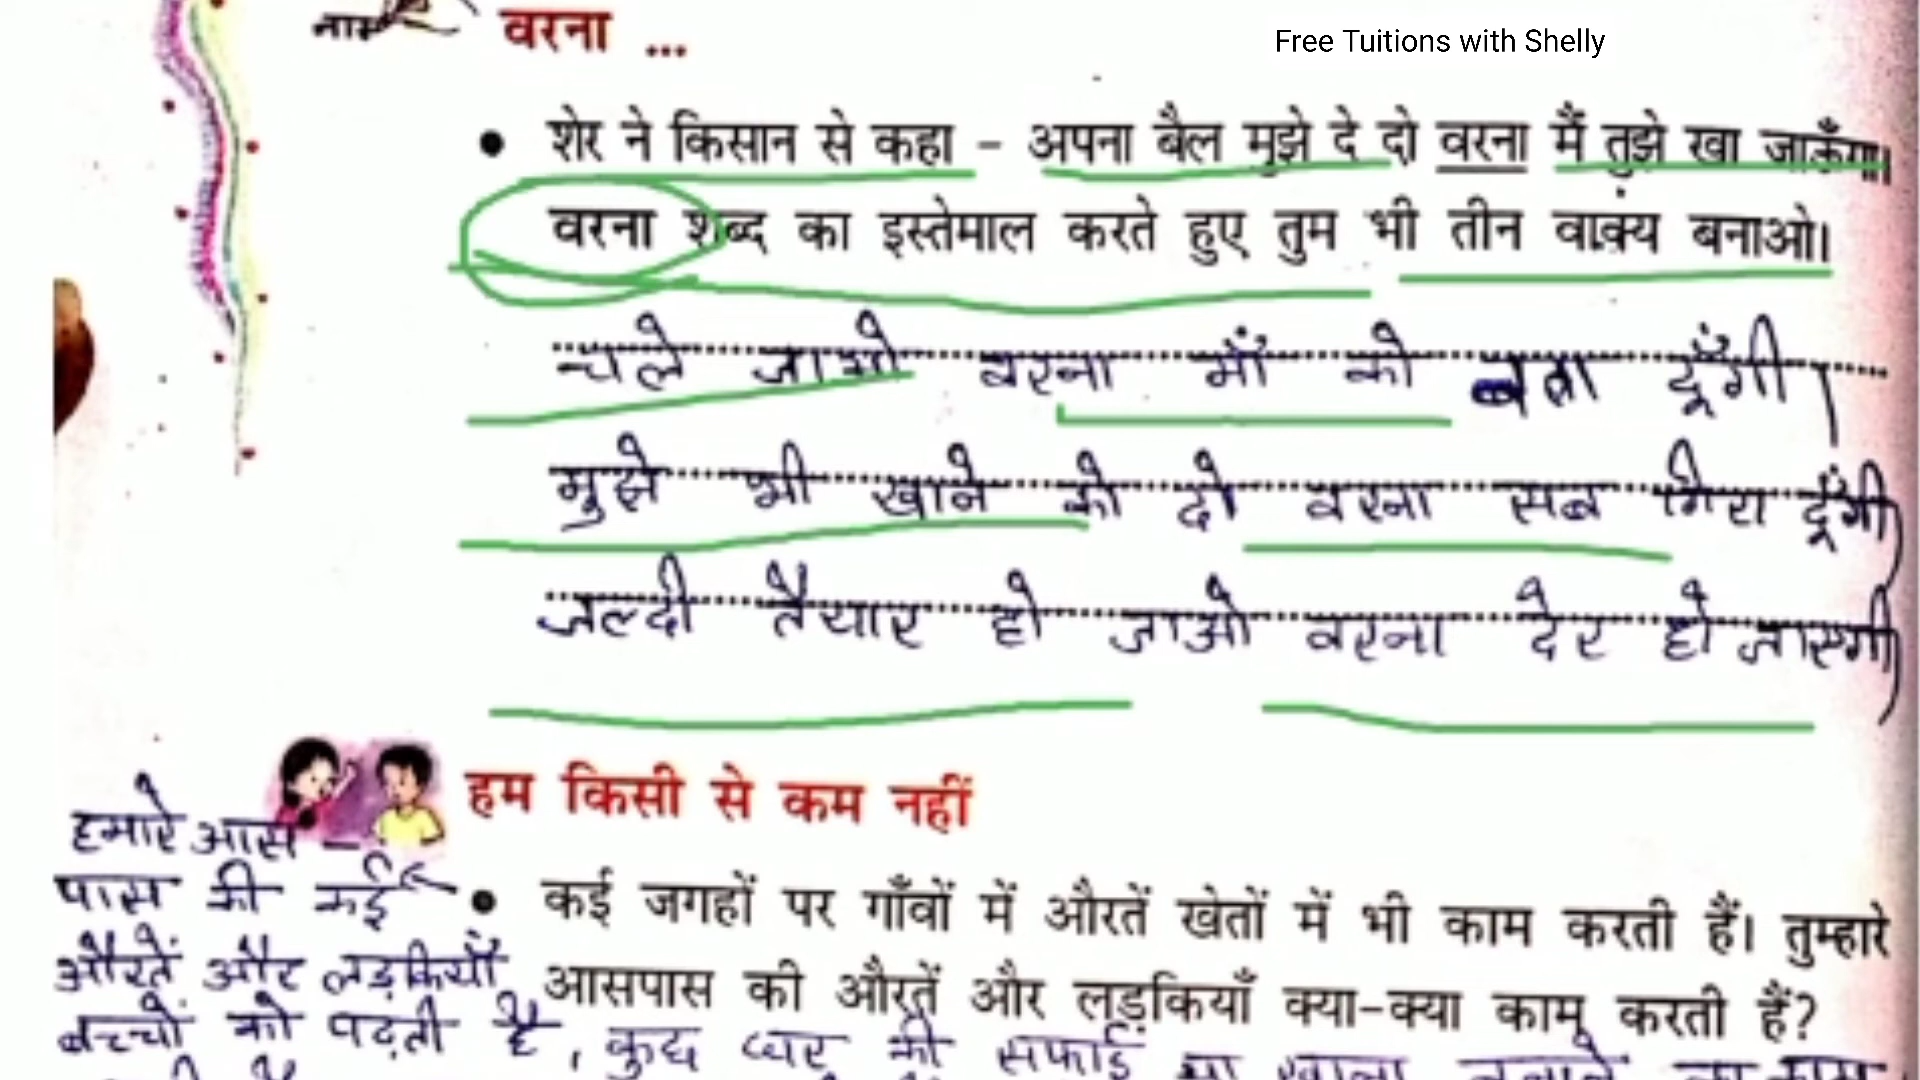 नाम
वरना ...
Free Tuitions with Shelly
• शेर ने किसान से कहा - अपना बैल मुझे दे दो वरना मैं तुझे खा जाऊँगा।
वरना शब्द का इस्तेमाल करते हुए तुम भी तीन वाक्य बनाओ।
चले जाओ वरना माँ को बता दूँगी।
मुझे भी खाने को दो वरना सब गिरा दूँगी।
जल्दी तैयार हो जाओ वरना देर हो जाएगी।
हम किसी से कम नहीं
हमारे आस -
पास की कई
• कई जगहों पर गाँवों में औरतें खेतों में भी काम करती हैं। तुम्हारे
औरतें और लड़कियाँ
आसपास की औरतें और लड़कियाँ क्या-क्या काम करती हैं?
बच्चों को पढ़ती है, कुछ घर की सफाई या खाना